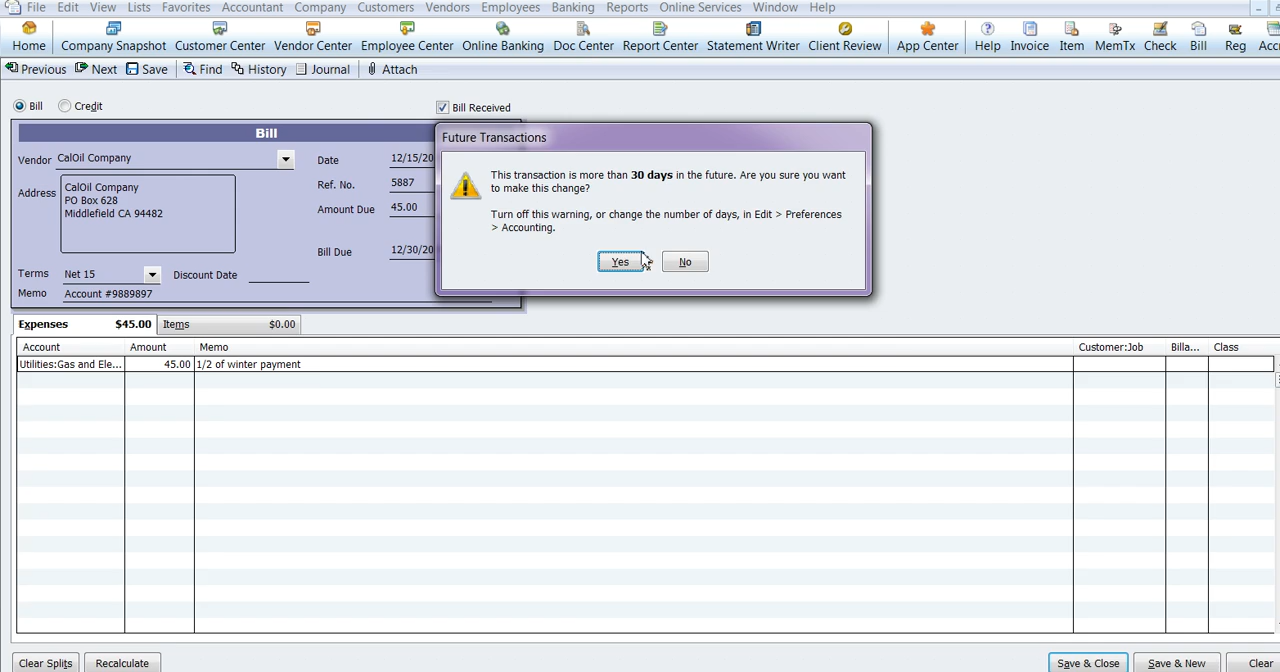 File Edit View Lists Favorites Accountant Company Customers Vendors Employees Banking Reports Online Services Window Help
Home Company Snapshot Customer Center Vendor Center Employee Center Online Banking Doc Center Report Center Statement Writer Client Review App Center Help Invoice Item MemTx Check Bill Reg Acc
Previous Next Save Find History Journal Attach
Bill Credit Bill Received
Bill
Vendor CalOil Company
Date 12/15/20
Address
CalOil Company
PO Box 628
Middlefield CA 94482
Ref. No. 5887
Amount Due 45.00
Bill Due 12/30/20
Terms Net 15 Discount Date
Memo Account #9889897
Future Transactions
This transaction is more than 30 days in the future. Are you sure you want
to make this change?
Turn off this warning, or change the number of days, in Edit > Preferences
> Accounting.
Yes No
Expenses $45.00 Items $0.00
Account Amount Memo Customer:Job Billa... Class
Utilities:Gas and Ele... 45.00 1/2 of winter payment
Clear Splits Recalculate Save & Close Save & New Clear